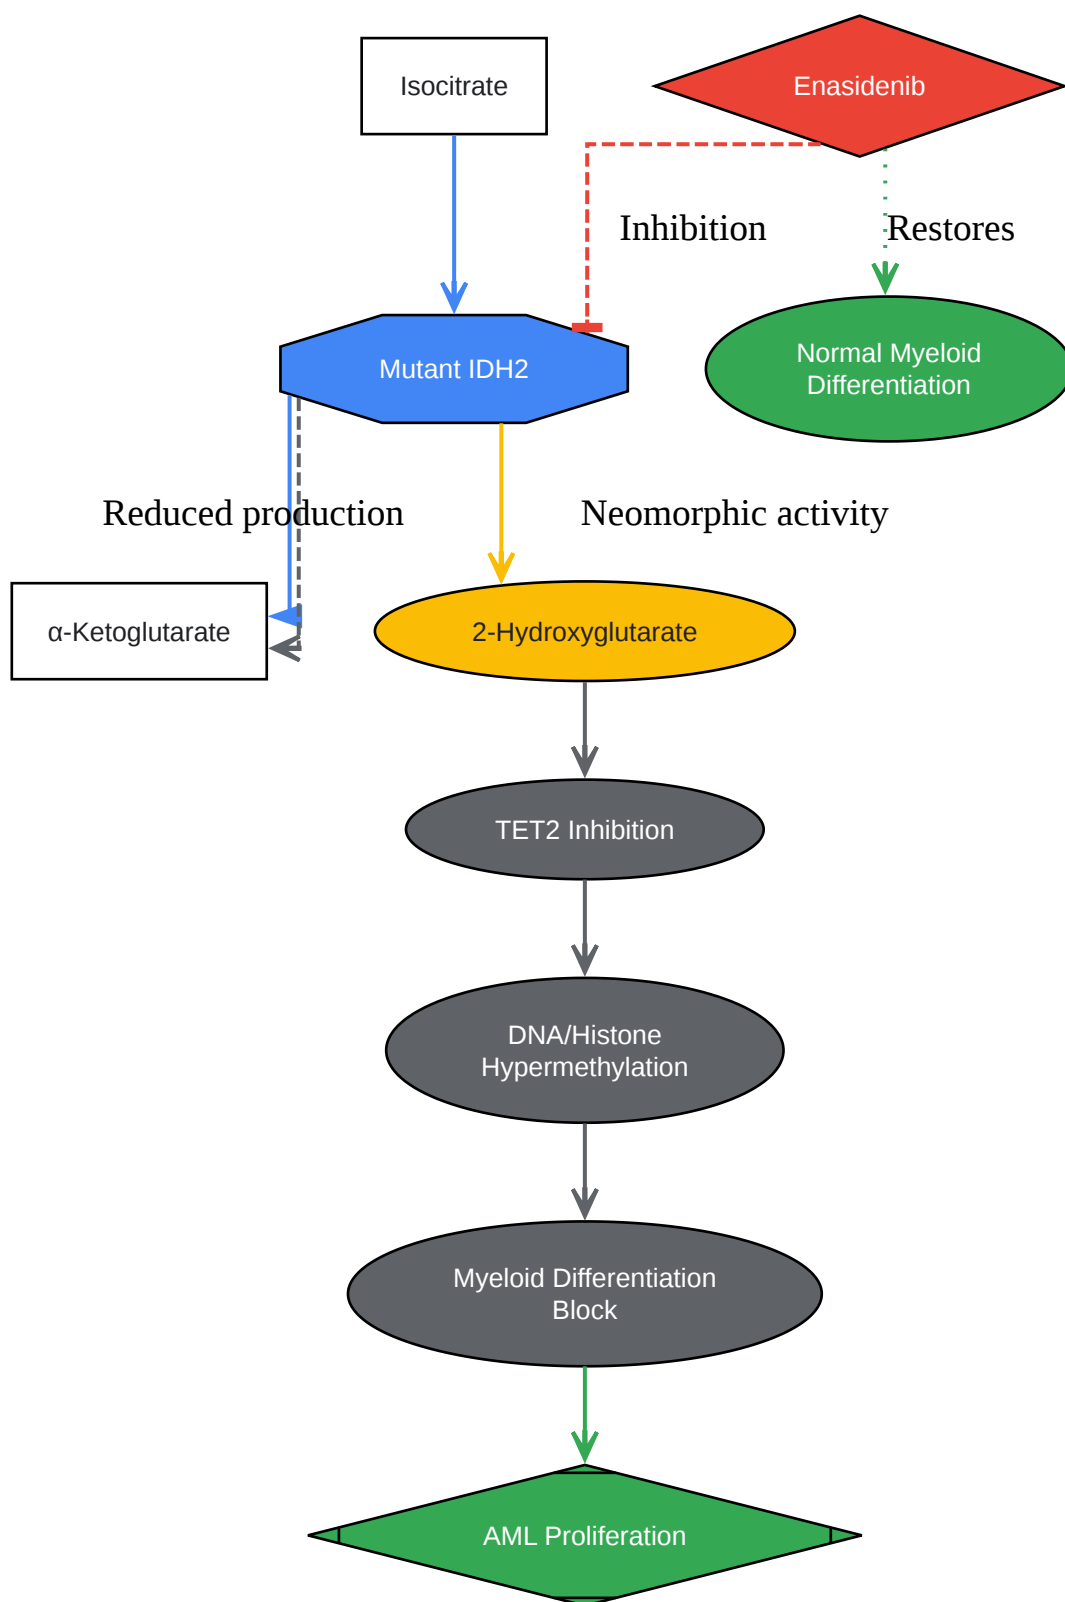 Isocitrate
Enasidenib
Inhibition
Restores
Mutant IDH2
Normal Myeloid
Differentiation
Reduced production
Neomorphic activity
α-Ketoglutarate
2-Hydroxyglutarate
TET2 Inhibition
DNA/Histone
Hypermethylation
Myeloid Differentiation
Block
AML Proliferation